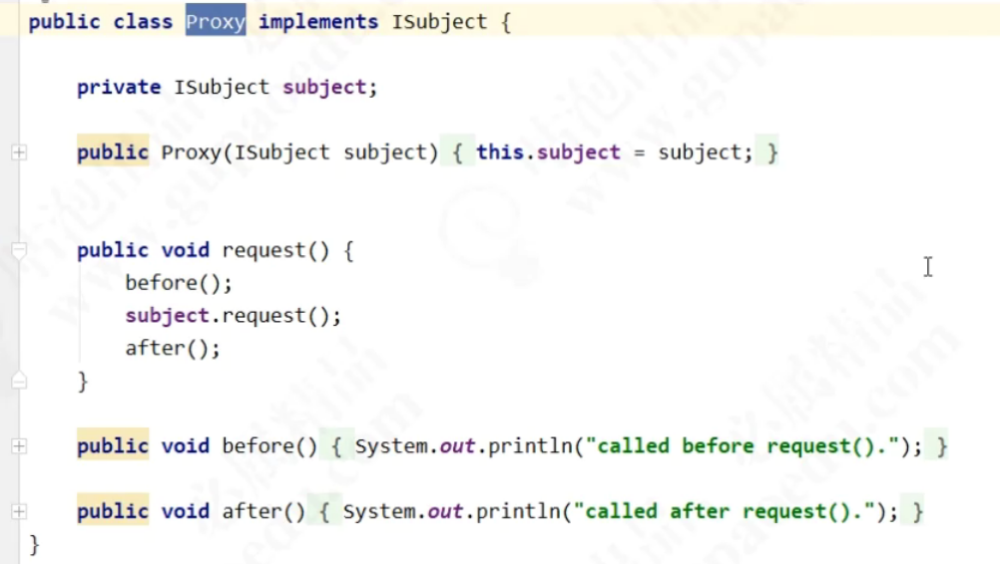 public class Proxy implements ISubject {
private ISubject subject;
public Proxy(ISubject subject) { this.subject = subject; }
public void request() {
before();
subject.request();
after();
}
public void before() { System.out.println("called before request()."); }
public void after() { System.out.println("called after request()."); }
}